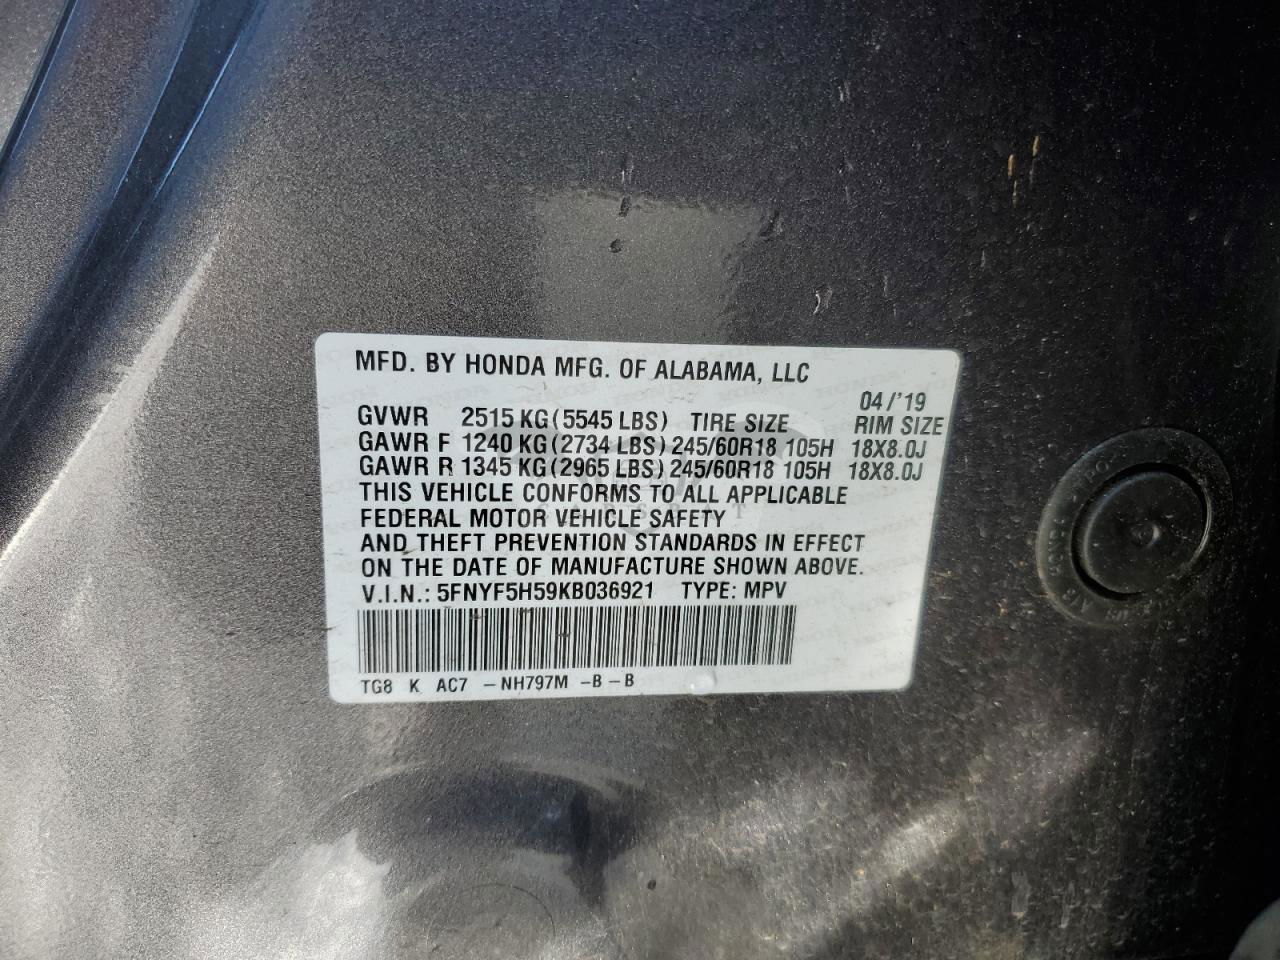 MFD. BY HONDA MFG. OF ALABAMA, LLC
04/'19
GVWR 2515 KG (5545 LBS) TIRE SIZE RIM SIZE
GAWR F 1240 KG (2734 LBS) 245/60R18 105H 18X8.0J
GAWR R 1345 KG (2965 LBS) 245/60R18 105H 18X8.0J
THIS VEHICLE CONFORMS TO ALL APPLICABLE
FEDERAL MOTOR VEHICLE SAFETY
AND THEFT PREVENTION STANDARDS IN EFFECT
ON THE DATE OF MANUFACTURE SHOWN ABOVE.
V.I.N.: 5FNYF5H59KB036921 TYPE: MPV
TG8 K AC7 -NH797M -B-B